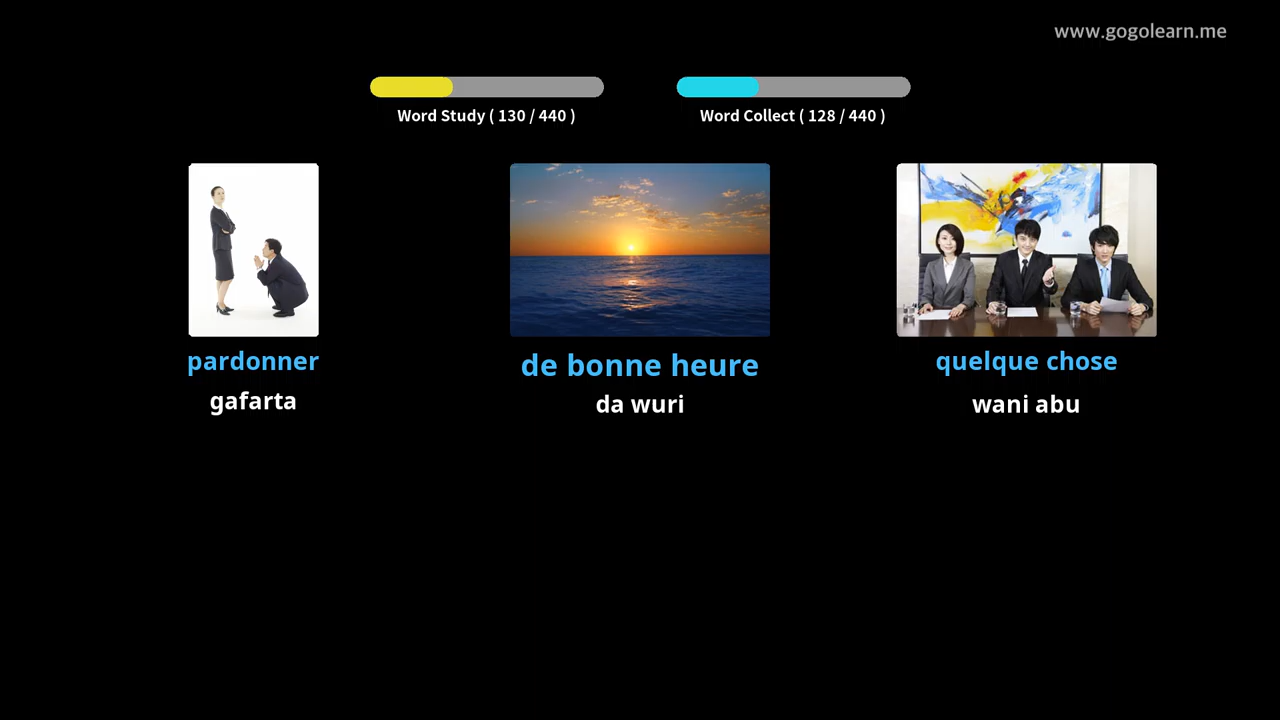 www.gogolearn.me
Word Study ( 130 / 440 )
Word Collect ( 128 / 440 )
pardonner
gafarta
de bonne heure
da wuri
quelque chose
wani abu